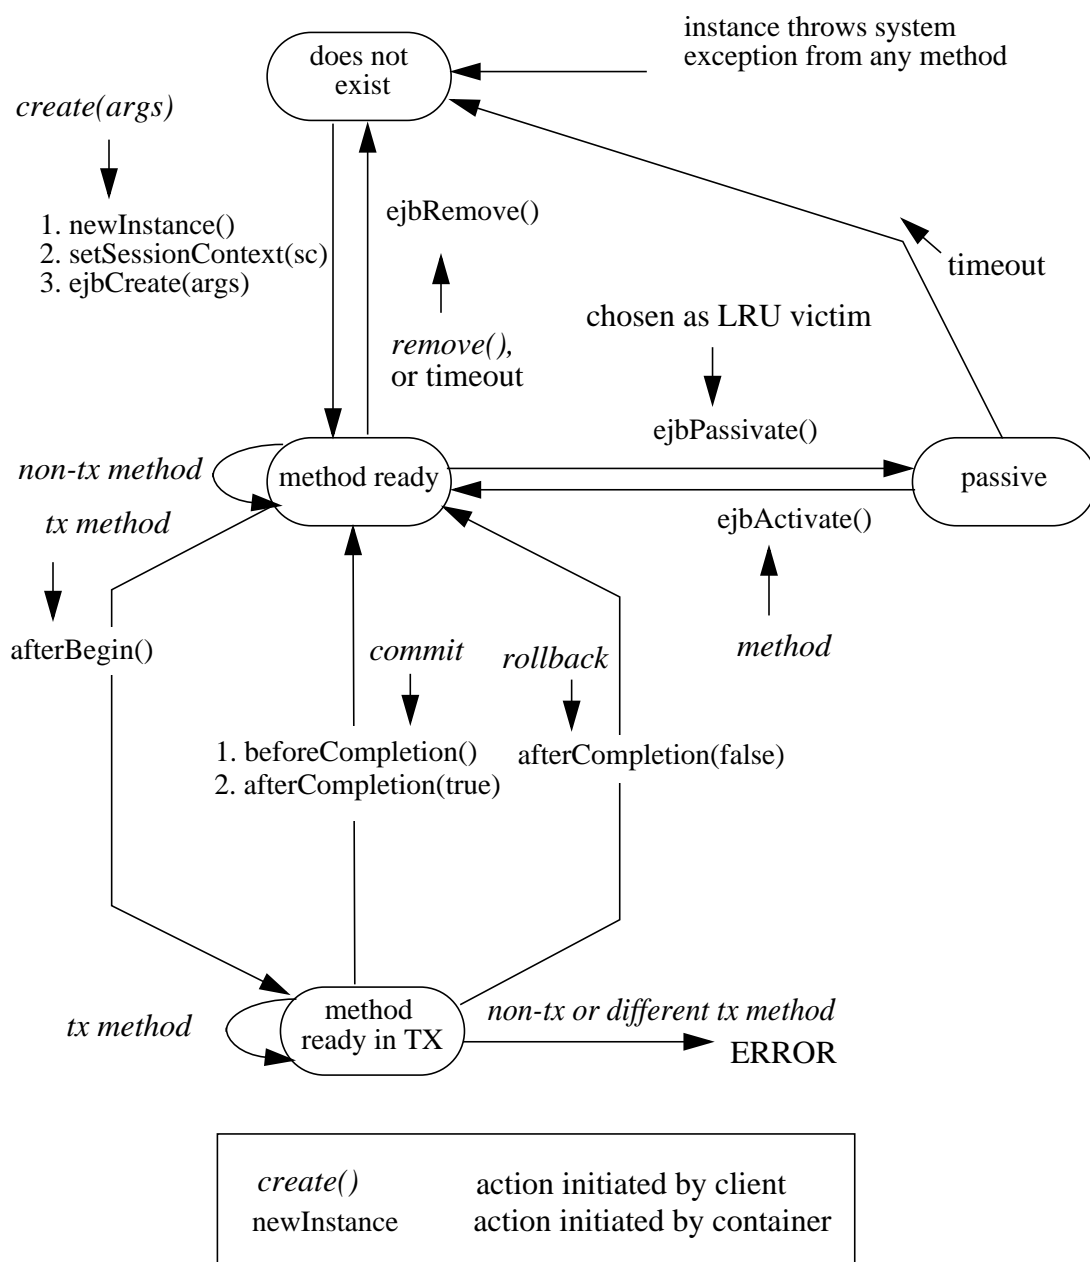 instance throws system
exception from any method
does not
exist
create(args)
1. newInstance()
2. setSessionContext(sc)
3. ejbCreate(args)
ejbRemove()
timeout
chosen as LRU victim
remove(),
or timeout
ejbPassivate()
non-tx method
method ready
passive
tx method
ejbActivate()
afterBegin()
commit
rollback
method
1. beforeCompletion()
2. afterCompletion(true)
afterCompletion(false)
tx method
method
ready in TX
non-tx or different tx method
ERROR
create() action initiated by client
newInstance action initiated by container